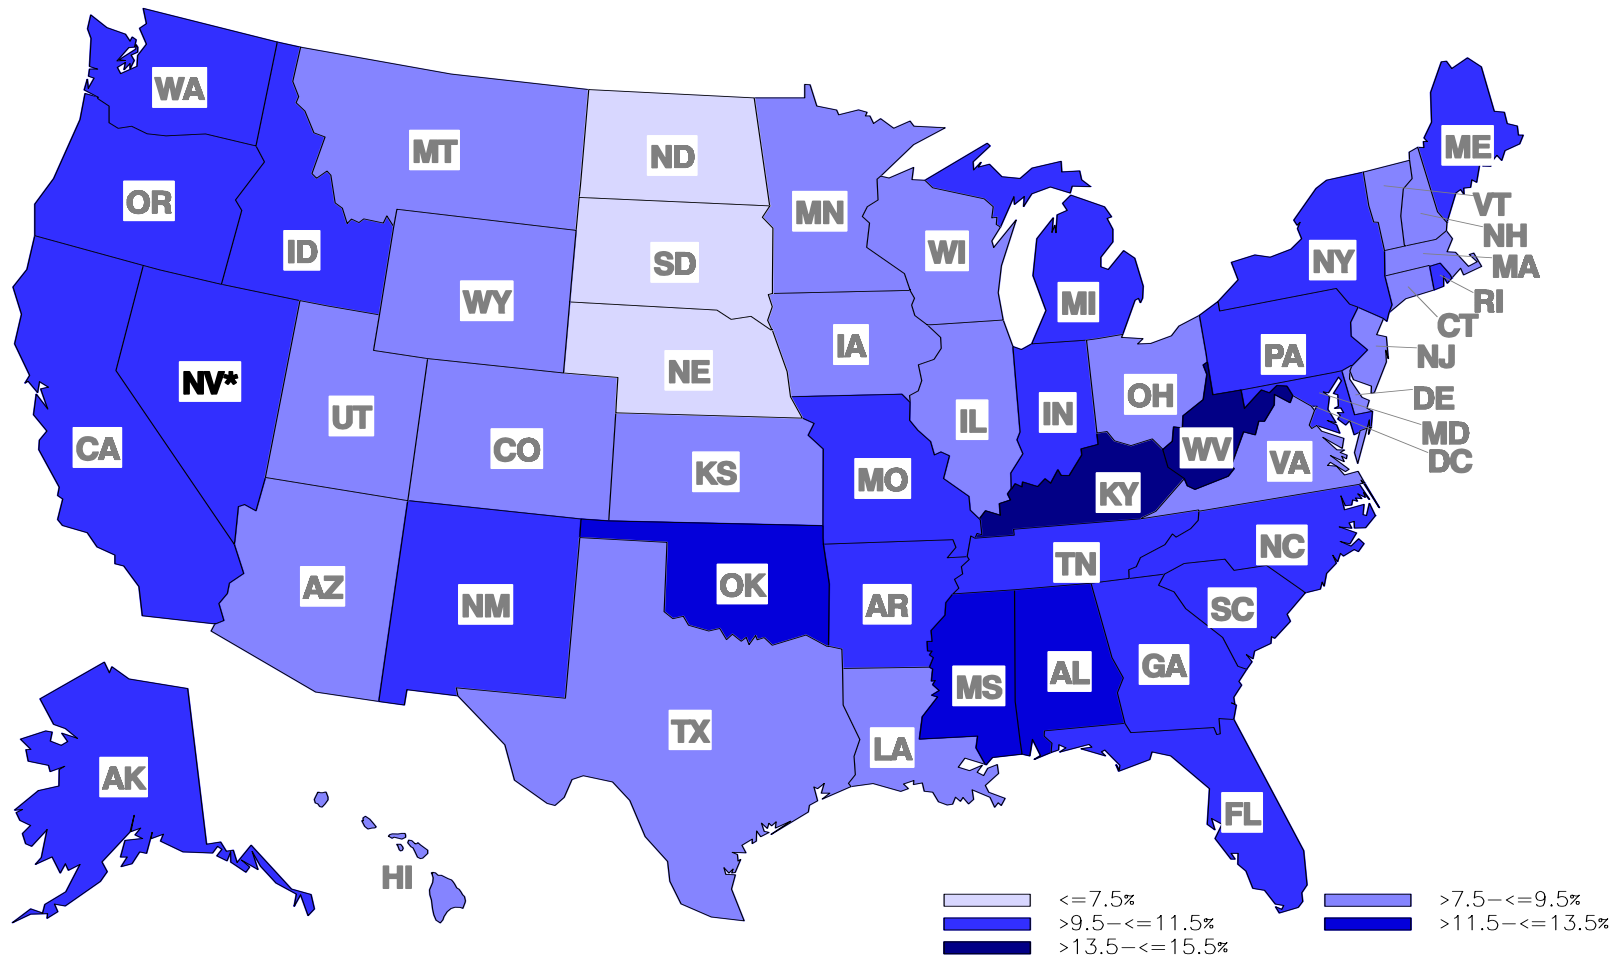 WA
ME
MT
ND
OR
VT
MN
NH
ID
WI
NY
SD
MA
WY
MI
RI
CT
IA
PA
NJ
NE
NV*
OH
DE
UT
IN
IL
MD
CO
CA
WV
VA
DC
KS
MO
KY
NC
TN
AZ
OK
NM
AR
SC
GA
AL
MS
TX
LA
AK
FL
HI
<=7.5% >7.5-<=9.5%
>9.5-<=11.5% >11.5-<=13.5%
>13.5-<=15.5%